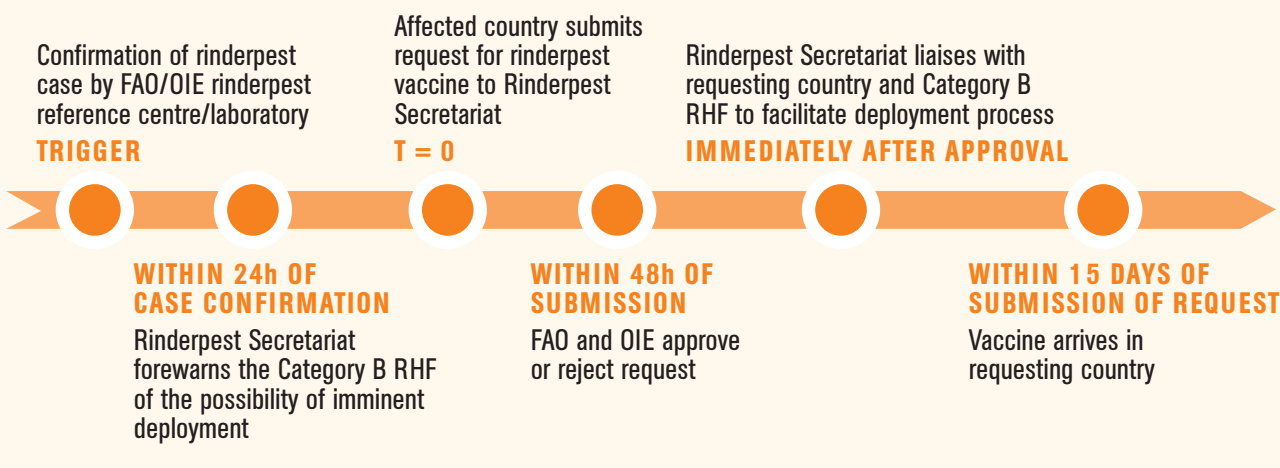 Confirmation of rinderpest
case by FAO/OIE rinderpest
reference centre/laboratory
TRIGGER
WITHIN 24h OF
CASE CONFIRMATION
Rinderpest Secretariat
forewarns the Category B RHF
of the possibility of imminent
deployment
Affected country submits
request for rinderpest
vaccine to Rinderpest
Secretariat
T = 0
WITHIN 48h OF
SUBMISSION
FAO and OIE approve
or reject request
Rinderpest Secretariat liaises with
requesting country and Category B
RHF to facilitate deployment process
IMMEDIATELY AFTER APPROVAL
WITHIN 15 DAYS OF
SUBMISSION OF REQUEST
Vaccine arrives in
requesting country